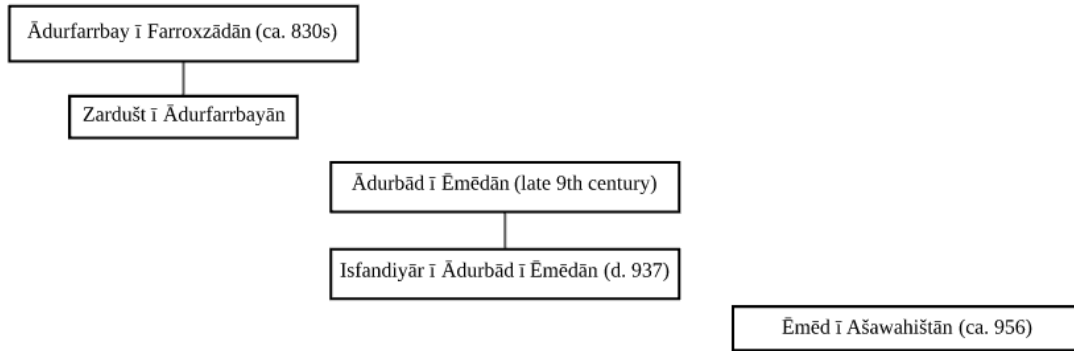 Ādurfarrbay ī Farroxzādān (ca. 830s)
Zardušt ī Ādurfarrbayān
Ādurbād ī Ēmēdān (late 9th century)
Isfandiyār ī Ādurbād ī Ēmēdān (d. 937)
Ēmēd ī Ašawahištān (ca. 956)